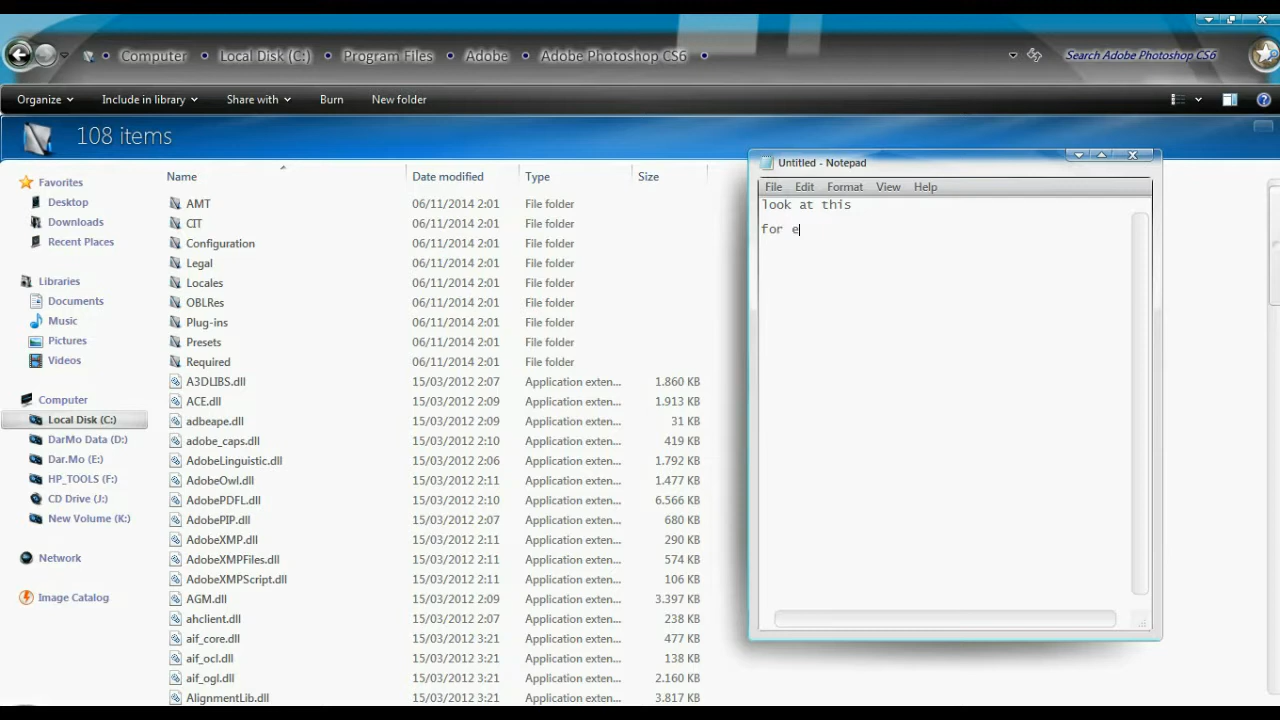 Computer Local Disk (C:) Program Files Adobe Adobe Photoshop CS6 Search Adobe Photoshop CS6
Organize Include in library Share with Burn New folder
108 items
Favorites
Desktop
Downloads
Recent Places
Libraries
Documents
Music
Pictures
Videos
Computer
Local Disk (C:)
DarMo Data (D:)
Dar.Mo (E:)
HP_TOOLS (F:)
CD Drive (J:)
New Volume (K:)
Network
Image Catalog
Name Date modified Type Size
AMT 06/11/2014 2:01 File folder
CIT 06/11/2014 2:01 File folder
Configuration 06/11/2014 2:01 File folder
Legal 06/11/2014 2:01 File folder
Locales 06/11/2014 2:01 File folder
OBLRes 06/11/2014 2:01 File folder
Plug-ins 06/11/2014 2:01 File folder
Presets 06/11/2014 2:01 File folder
Required 06/11/2014 2:01 File folder
A3DLIBS.dll 15/03/2012 2:07 Application exten... 1.860 KB
ACE.dll 15/03/2012 2:09 Application exten... 1.913 KB
adbeape.dll 15/03/2012 2:09 Application exten... 31 KB
adobe_caps.dll 15/03/2012 2:10 Application exten... 419 KB
AdobeLinguistic.dll 15/03/2012 2:06 Application exten... 1.792 KB
AdobeOwl.dll 15/03/2012 2:11 Application exten... 1.477 KB
AdobePDFL.dll 15/03/2012 2:10 Application exten... 6.566 KB
AdobePIP.dll 15/03/2012 2:07 Application exten... 680 KB
AdobeXMP.dll 15/03/2012 2:11 Application exten... 290 KB
AdobeXMPFiles.dll 15/03/2012 2:11 Application exten... 574 KB
AdobeXMPScript.dll 15/03/2012 2:11 Application exten... 106 KB
AGM.dll 15/03/2012 2:09 Application exten... 3.397 KB
ahclient.dll 15/03/2012 2:07 Application exten... 238 KB
aif_core.dll 15/03/2012 3:21 Application exten... 477 KB
aif_ocl.dll 15/03/2012 3:21 Application exten... 138 KB
aif_ogl.dll 15/03/2012 3:21 Application exten... 2.160 KB
AlignmentLib.dll 15/03/2012 3:21 Application exten... 3.817 KB
Untitled - Notepad
File Edit Format View Help
look at this
for e